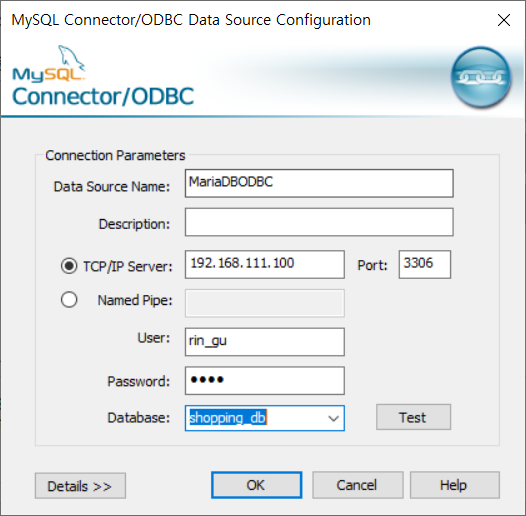 MySQL Connector/ODBC Data Source Configuration
MySQL
Connector/ODBC
Connection Parameters
Data Source Name: MariaDBODBC
Description:
TCP/IP Server: 192.168.111.100 Port: 3306
Named Pipe:
User: rin_gu
Password: ●●●●
Database: shopping_db Test
Details >> OK Cancel Help